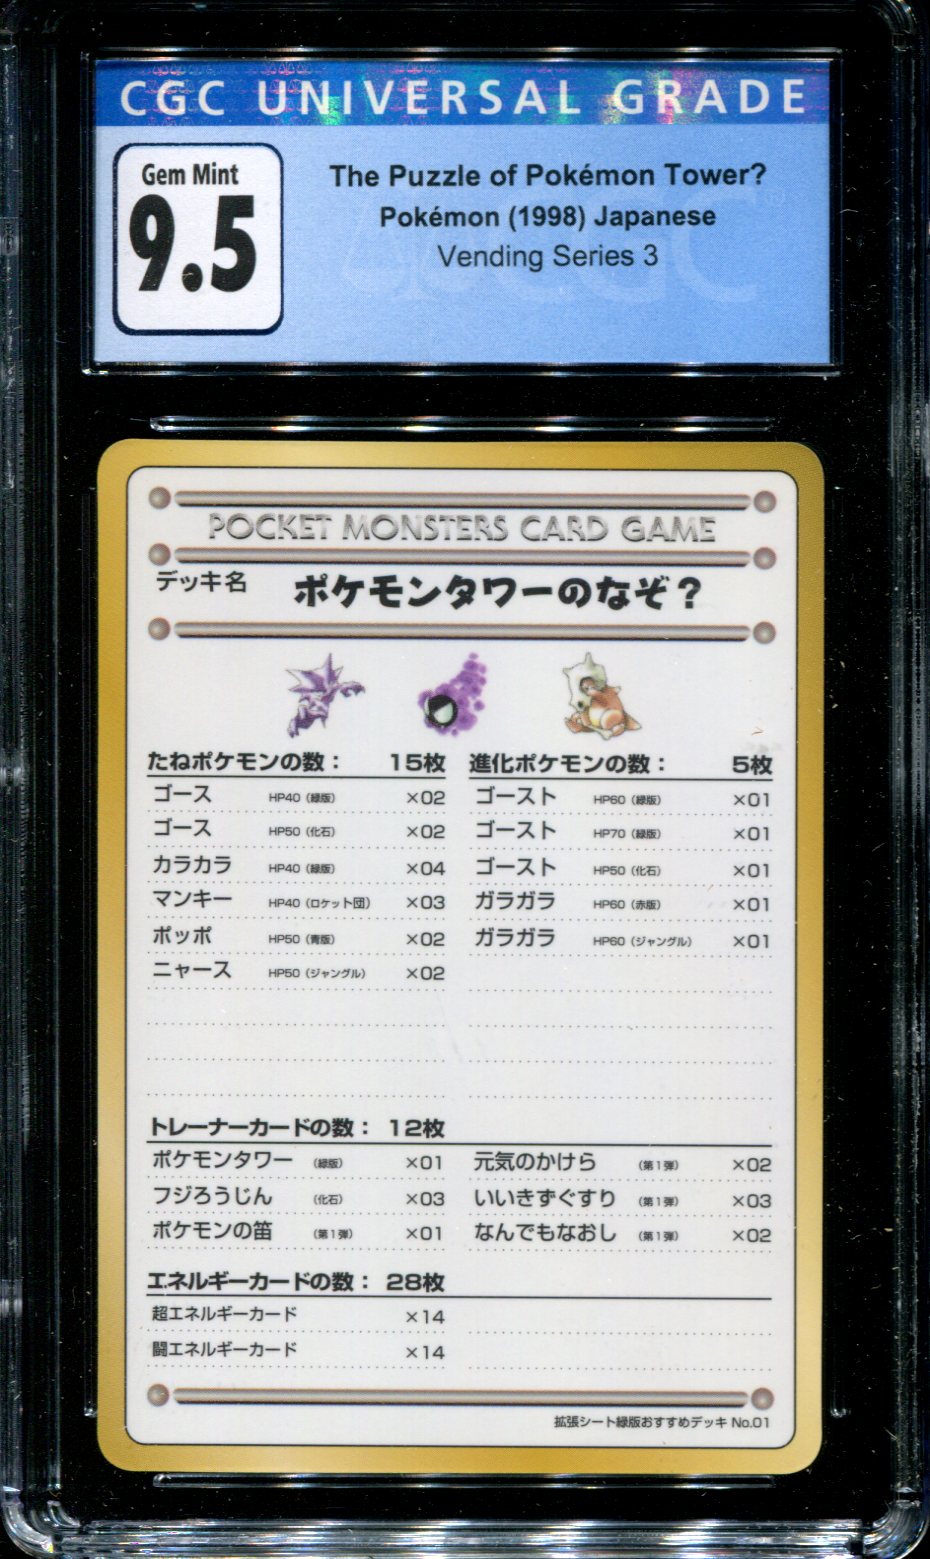 CGC UNIVERSAL GRADE
Gem Mint
9.5
The Puzzle of Pokémon Tower?
Pokémon (1998) Japanese
Vending Series 3
CGC
POCKET MONSTERS CARD GAME
デッキ名 ポケモンタワーのなぞ?
たねポケモンの数: 15枚
ゴース HP40(緑版) ×02
ゴース HP50(化石) ×02
カラカラ HP40(緑版) ×04
マンキー HP40(ロケット団) ×03
ポッポ HP50(青版) ×02
ニャース HP50(ジャングル) ×02
進化ポケモンの数: 5枚
ゴースト HP60(緑版) ×01
ゴースト HP70(緑版) ×01
ゴースト HP50(化石) ×01
ガラガラ HP60(赤版) ×01
ガラガラ HP60(ジャングル) ×01
トレーナーカードの数: 12枚
ポケモンタワー (緑版) ×01
フジろうじん (化石) ×03
ポケモンの笛 (第1弾) ×01
元気のかけら (第1弾) ×02
いいきずぐすり (第1弾) ×03
なんでもなおし (第1弾) ×02
エネルギーカードの数: 28枚
超エネルギーカード ×14
闘エネルギーカード ×14
拡張シート緑版おすすめデッキ No.01